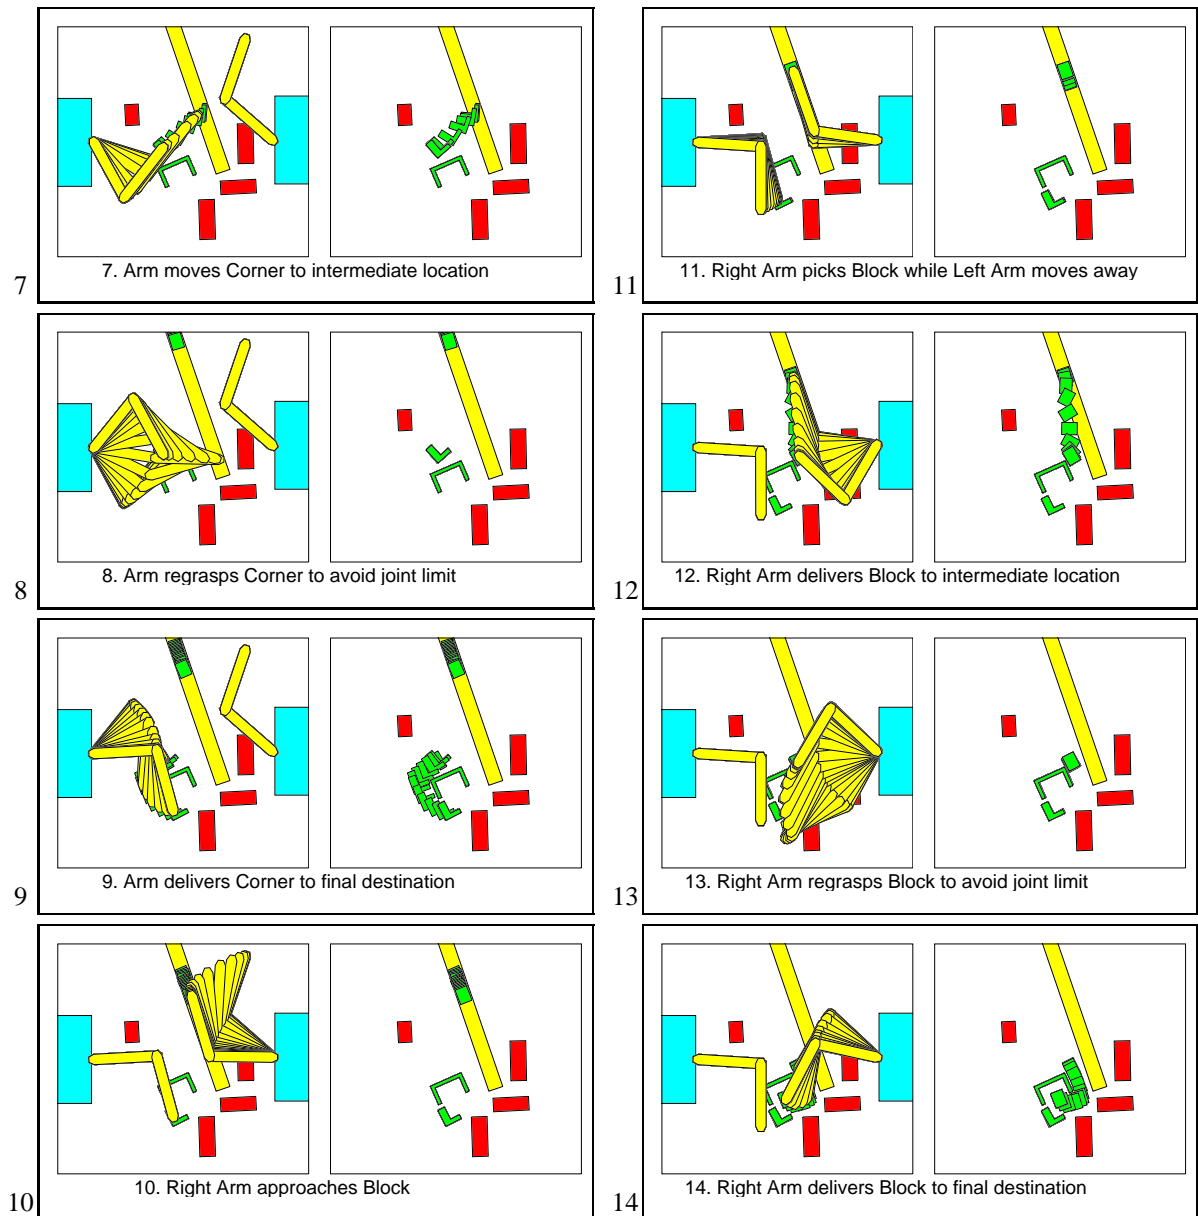 7. Arm moves Corner to intermediate location
7
8. Arm regrasps Corner to avoid joint limit
8
9. Arm delivers Corner to final destination
9
10. Right Arm approaches Block
10
11. Right Arm picks Block while Left Arm moves away
11
12. Right Arm delivers Block to intermediate location
12
13. Right Arm regrasps Block to avoid joint limit
13
14. Right Arm delivers Block to final destination
14